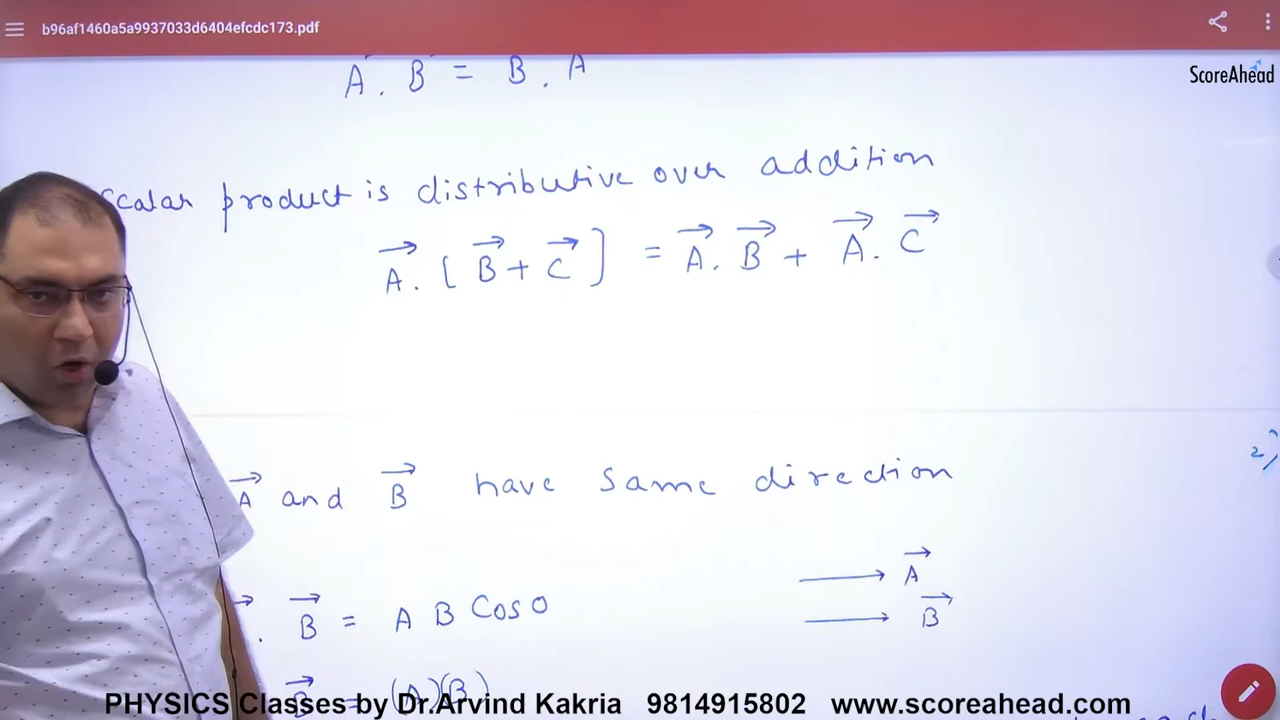 b96af1460a5a9937033d6404efcdc173.pdf
ScoreAhead
A . B = B . A
Scalar product is distributive over addition
A⃗ . [ B⃗ + C⃗ ] = A⃗ . B⃗ + A⃗ . C⃗
2)
A⃗ and B⃗ have same direction
A⃗
. B⃗ = A B Cos 0
B⃗
B⃗ = (A)(B)
PHYSICS Classes by Dr.Arvind Kakria 9814915802 www.scoreahead.com